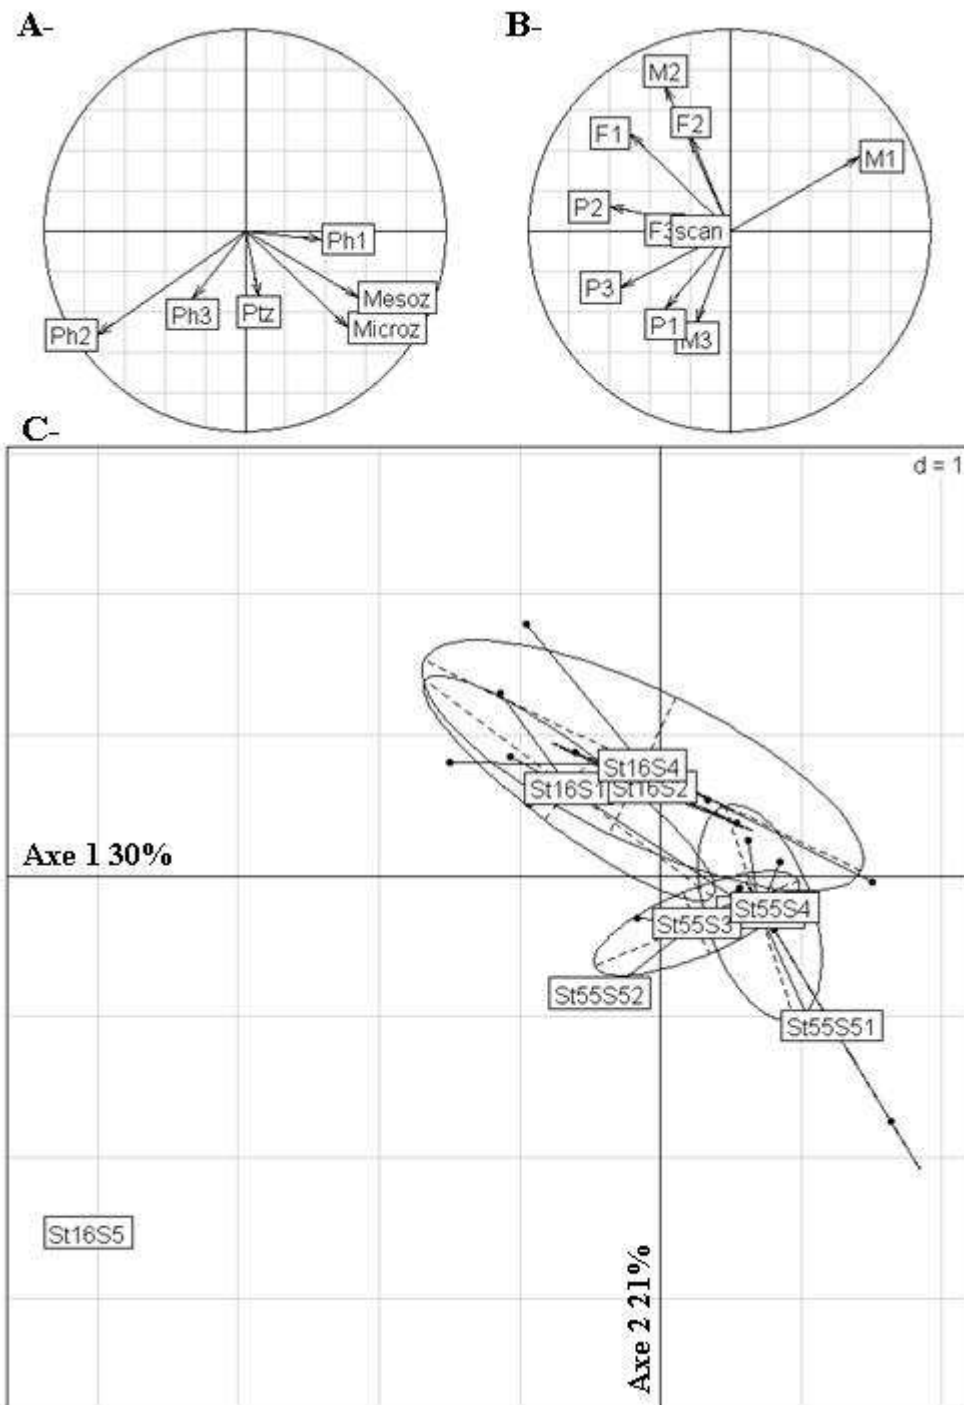 A-
B-
M2
F2
F1
M1
P2
F3
scan
Ph1
P3
Mesoz
Ph3
Ptz
Microz
Ph2
P1
M3
C-
d = 1
St16S4
St16S1
St16S2
Axe 1 30%
St55S4
St55S3
St55S52
St55S51
St16S5
Axe 2 21%